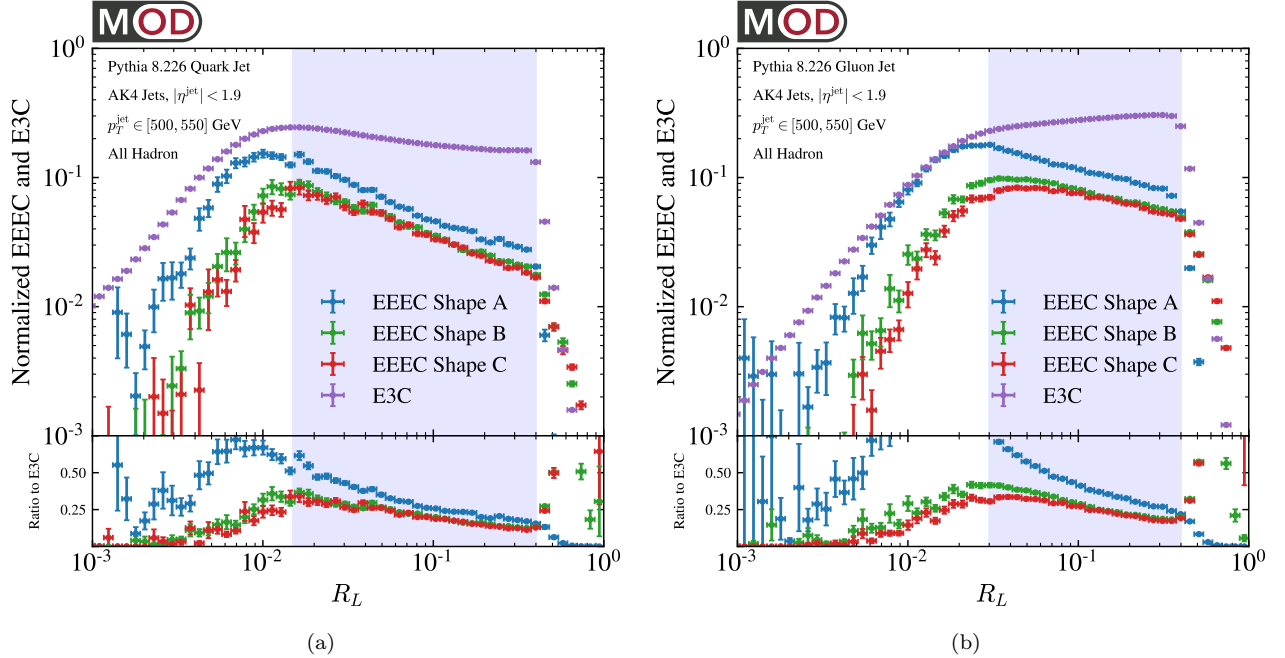 MOD
Normalized EEEC and E3C
Pythia 8.226 Quark Jet
AK4 Jets, |η^jet| < 1.9
p_T^jet ∈ [500, 550] GeV
All Hadron
10^0
10^-1
10^-2
10^-3
EEEC Shape A
EEEC Shape B
EEEC Shape C
E3C
Ratio to E3C
0.50
0.25
10^-3 10^-2 10^-1 10^0
R_L
(a)
MOD
Normalized EEEC and E3C
Pythia 8.226 Gluon Jet
AK4 Jets, |η^jet| < 1.9
p_T^jet ∈ [500, 550] GeV
All Hadron
10^0
10^-1
10^-2
10^-3
EEEC Shape A
EEEC Shape B
EEEC Shape C
E3C
Ratio to E3C
0.50
0.25
10^-3 10^-2 10^-1 10^0
R_L
(b)